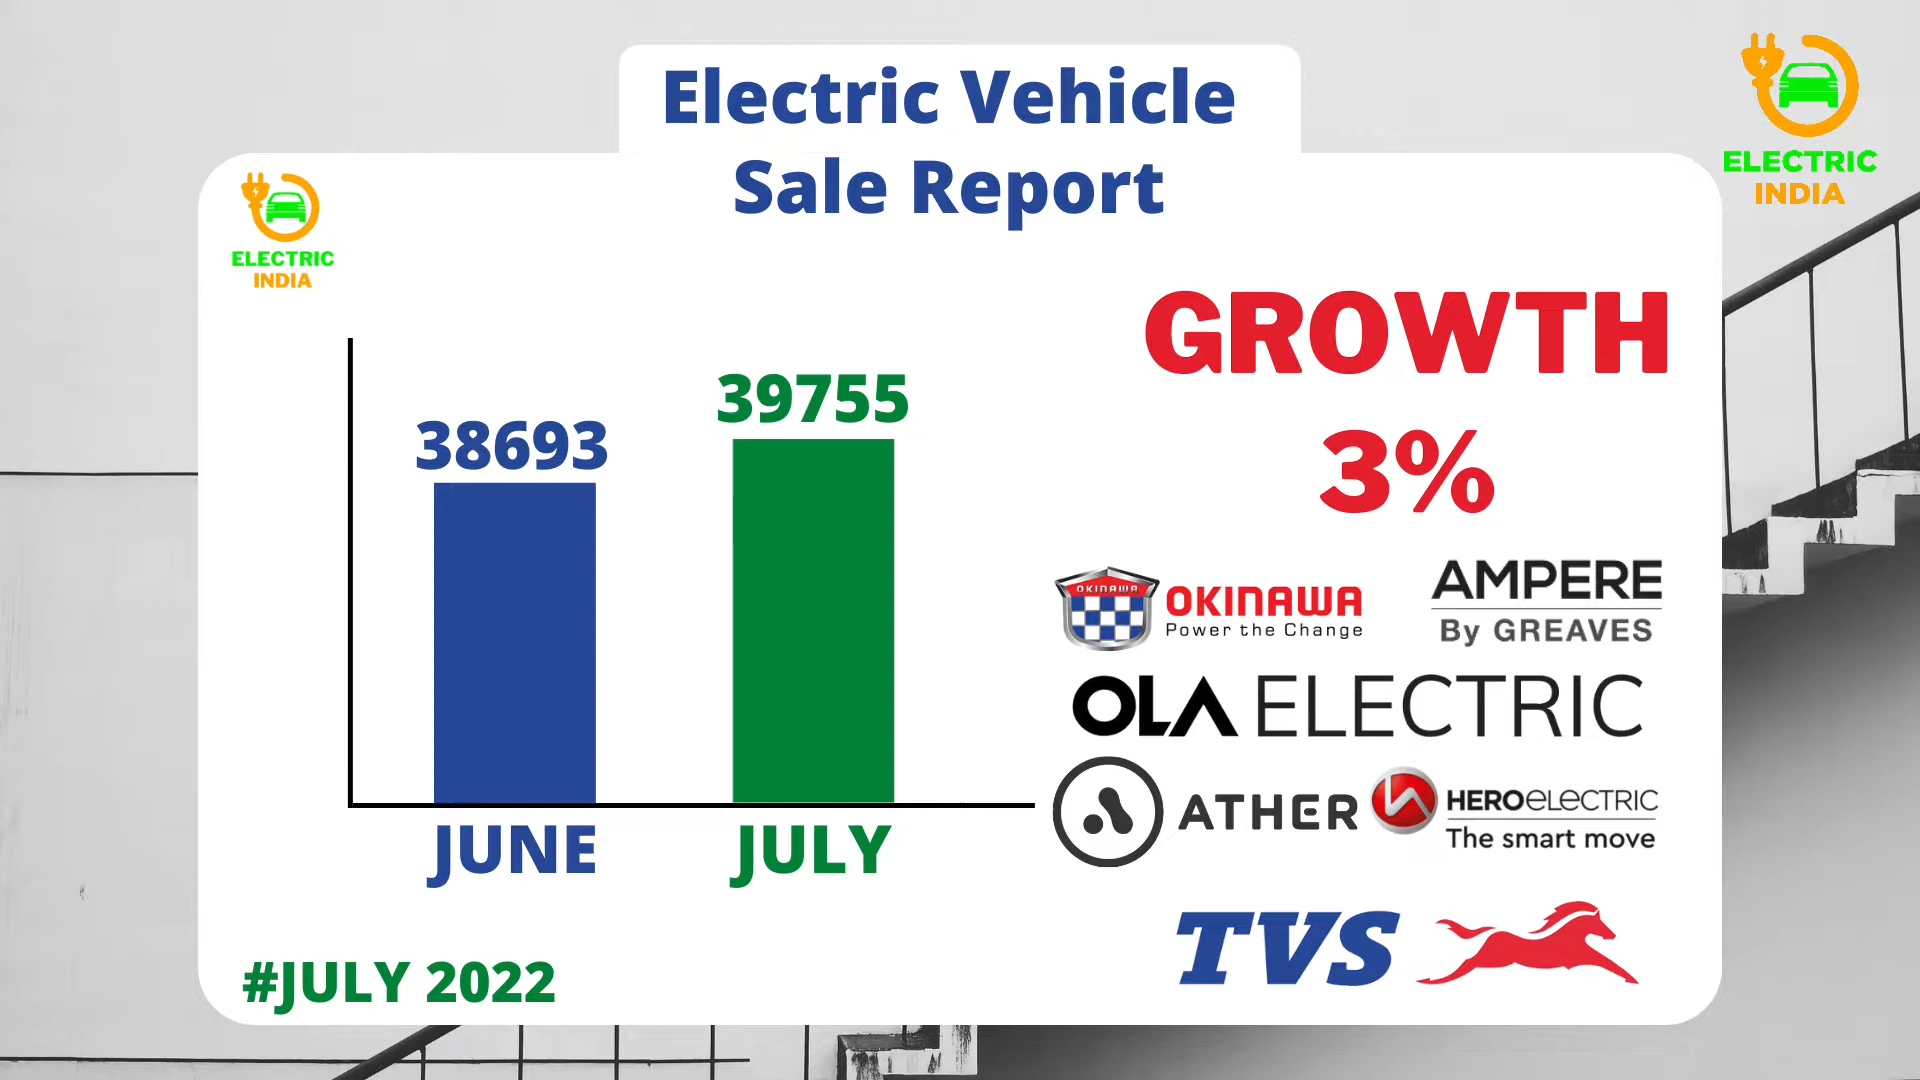 Electric Vehicle
Sale Report
ELECTRIC
INDIA
ELECTRIC
INDIA
GROWTH
3%
38693
39755
JUNE
JULY
OKINAWA
OKINAWA
Power the Change
AMPERE
By GREAVES
OLA ELECTRIC
ATHER
HEROeLECTRIC
The smart move
TVS
#JULY 2022